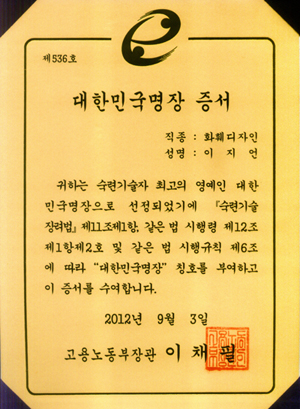 제536호
대한민국명장 증서
직종 : 화훼디자인
성명 : 이지언
귀하는 숙련기술자 최고의 영예인 대한
민국명장으로 선정되었기에 『숙련기술
장려법』제11조제1항, 같은 법 시행령 제12조
제1항제2호 및 같은 법 시행규칙 제6조
에 따라 "대한민국명장" 칭호를 부여하고
이 증서를 수여합니다.
2012년 9월 3일
고용노동부장관 이채필